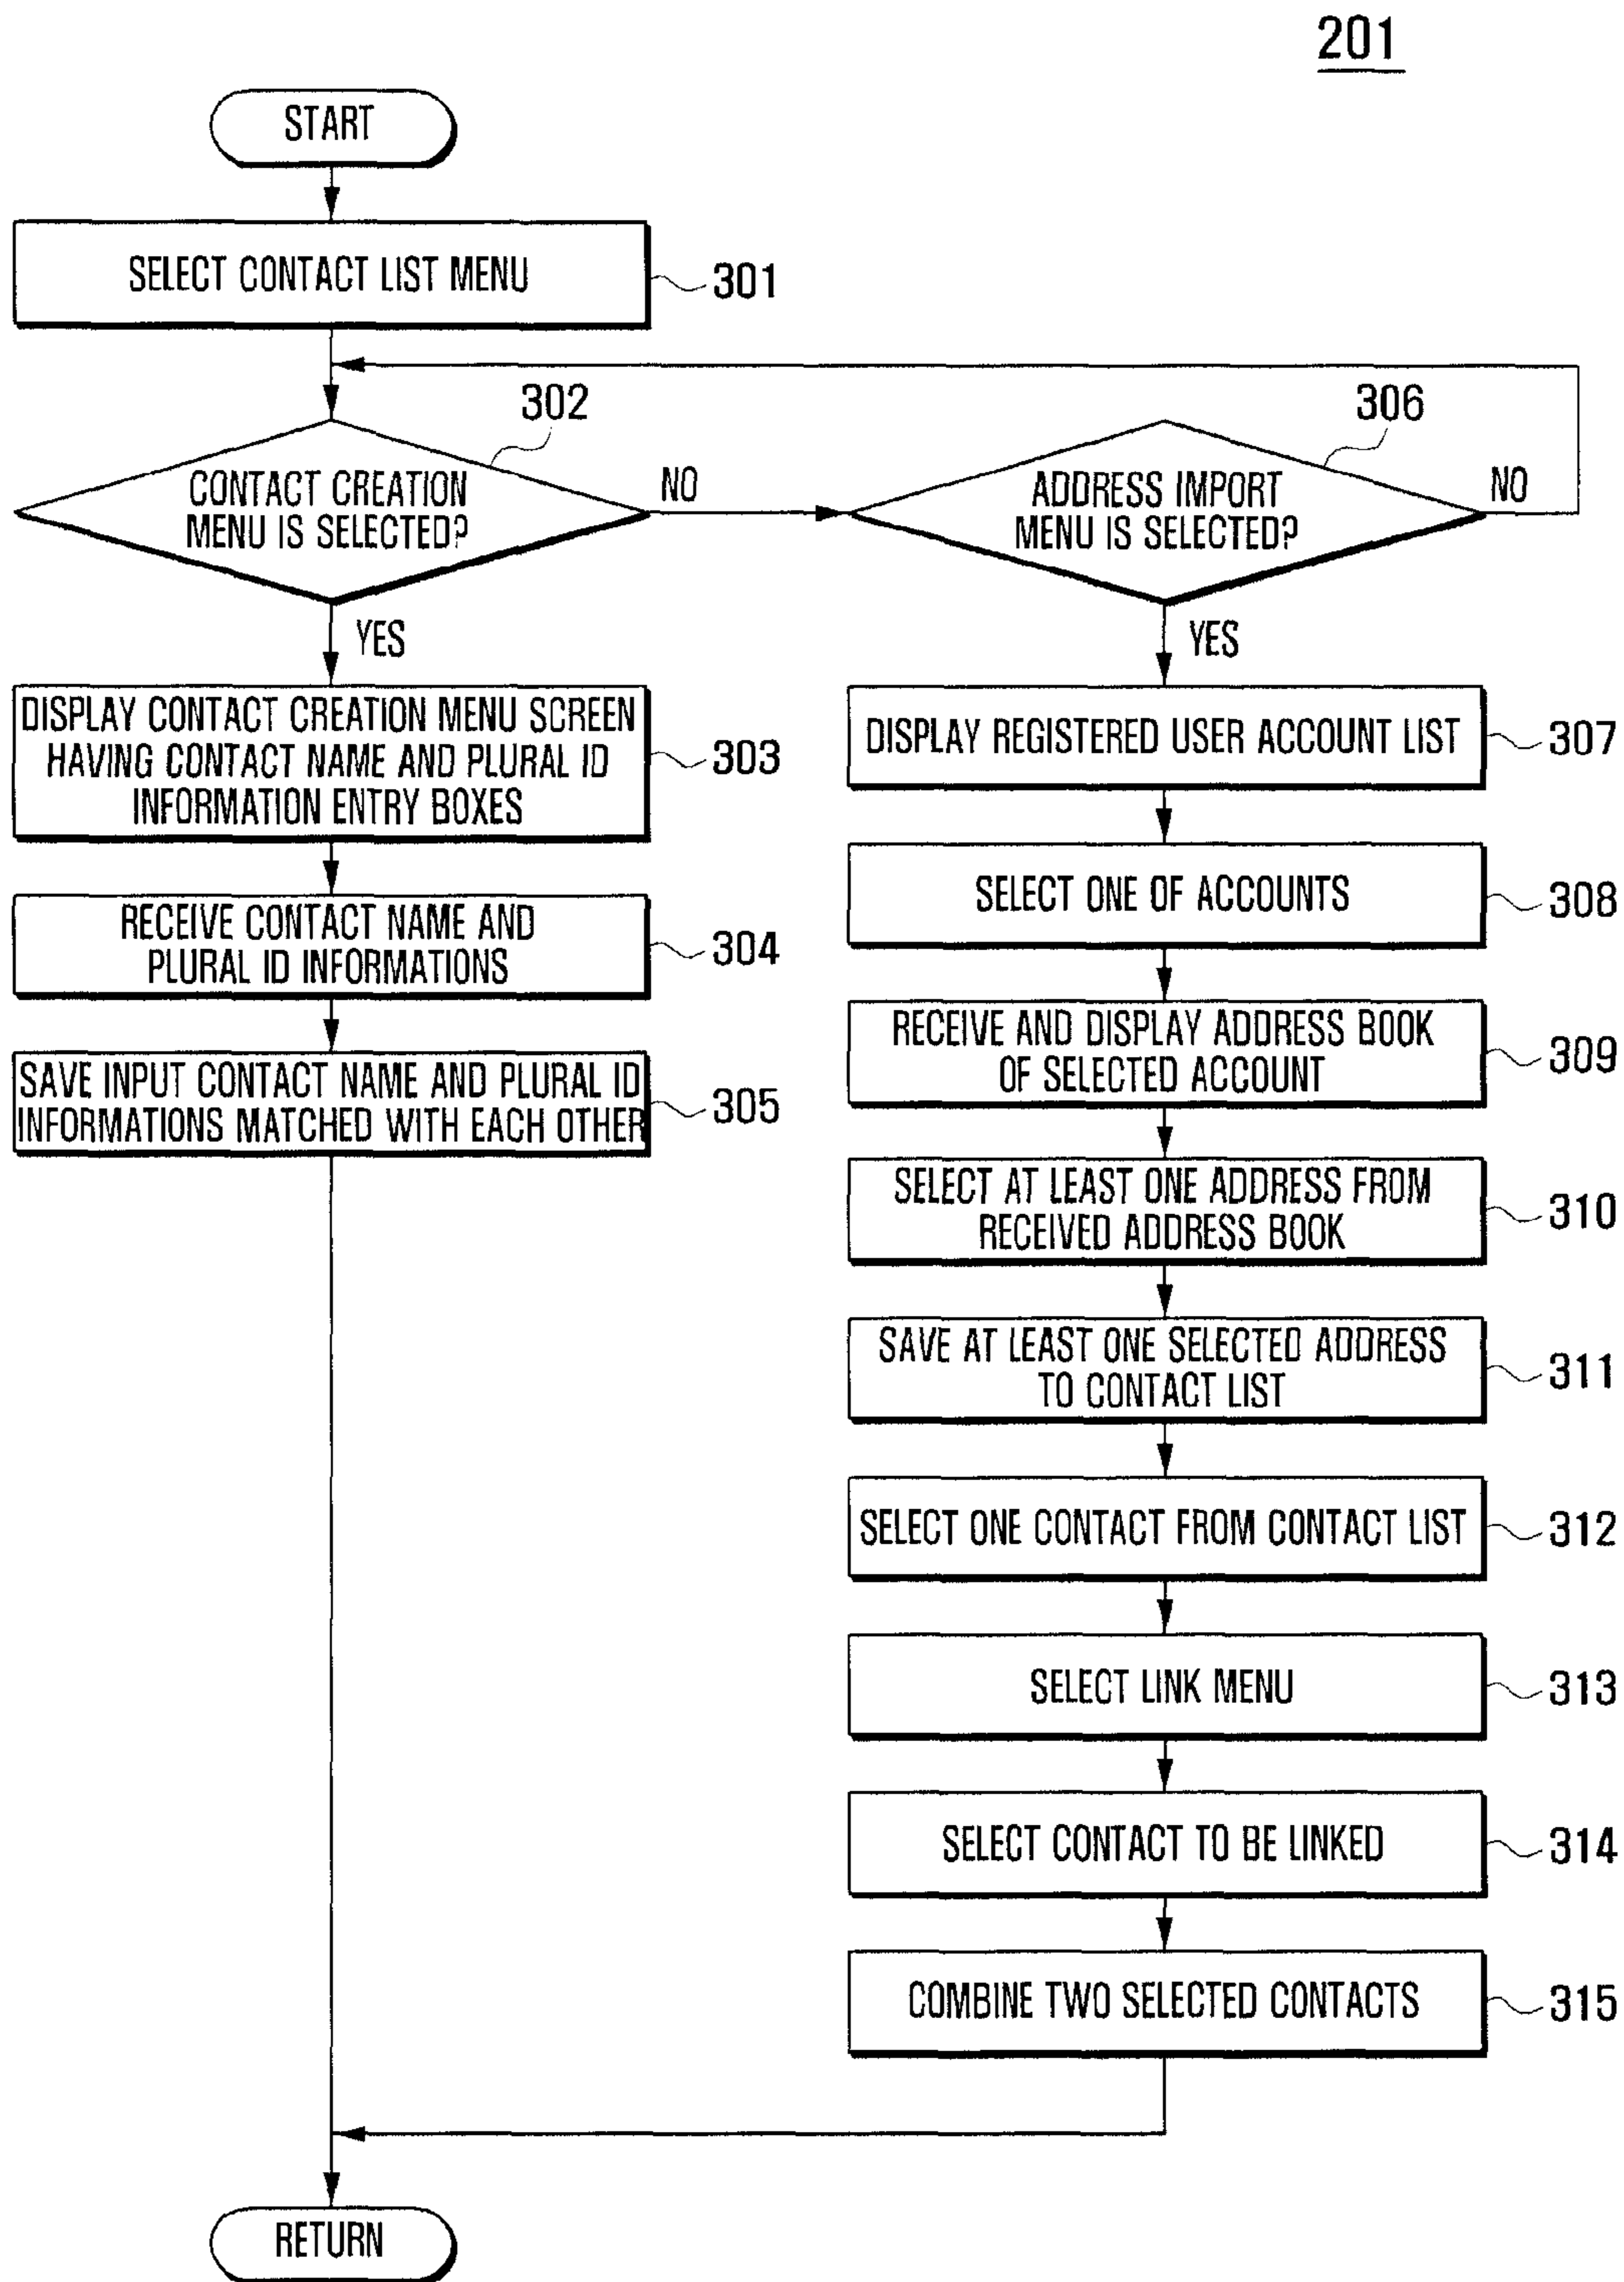 201
START
SELECT CONTACT LIST MENU
301
302
CONTACT CREATION
MENU IS SELECTED?
NO
YES
306
ADDRESS IMPORT
MENU IS SELECTED?
NO
YES
DISPLAY CONTACT CREATION MENU SCREEN
HAVING CONTACT NAME AND PLURAL ID
INFORMATION ENTRY BOXES
303
RECEIVE CONTACT NAME AND
PLURAL ID INFORMATIONS
304
SAVE INPUT CONTACT NAME AND PLURAL ID
INFORMATIONS MATCHED WITH EACH OTHER
305
DISPLAY REGISTERED USER ACCOUNT LIST
307
SELECT ONE OF ACCOUNTS
308
RECEIVE AND DISPLAY ADDRESS BOOK
OF SELECTED ACCOUNT
309
SELECT AT LEAST ONE ADDRESS FROM
RECEIVED ADDRESS BOOK
310
SAVE AT LEAST ONE SELECTED ADDRESS
TO CONTACT LIST
311
SELECT ONE CONTACT FROM CONTACT LIST
312
SELECT LINK MENU
313
SELECT CONTACT TO BE LINKED
314
COMBINE TWO SELECTED CONTACTS
315
RETURN